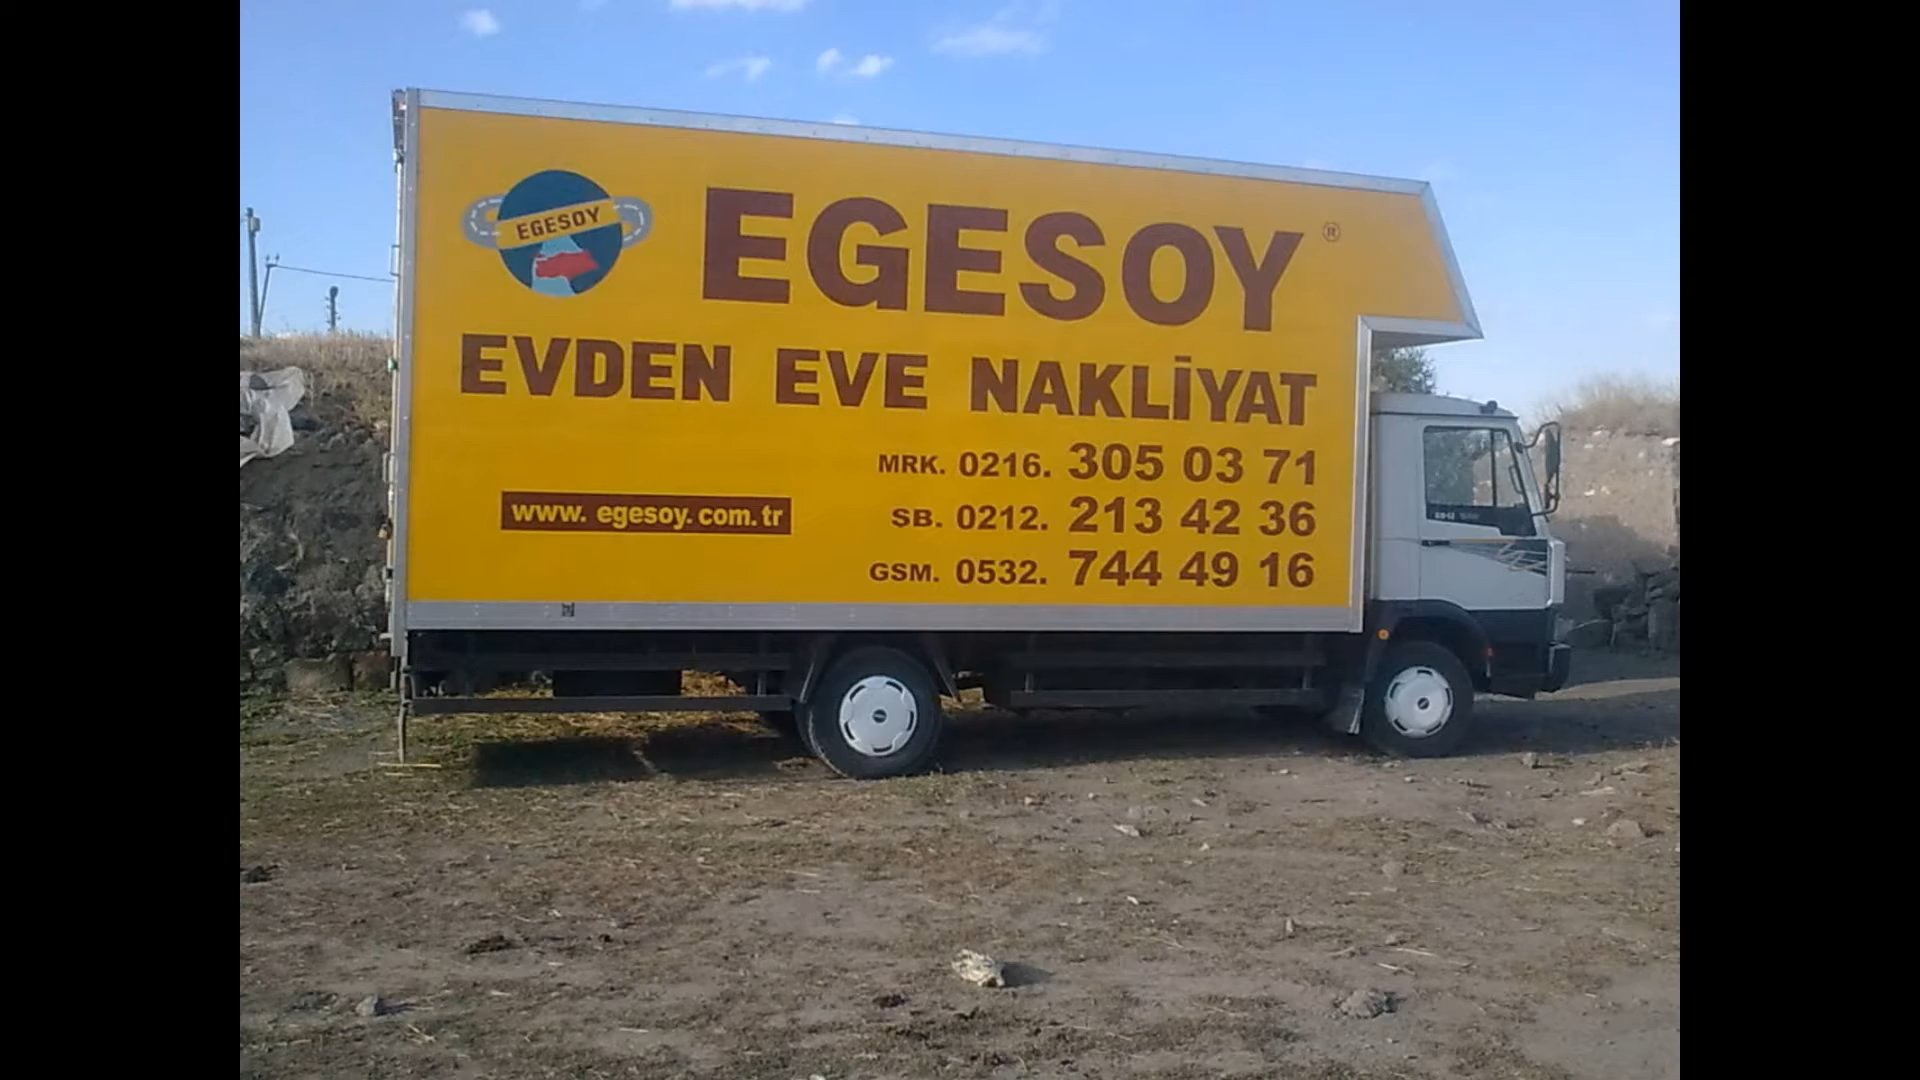 EGESOY
EGESOY ®
EVDEN EVE NAKLİYAT
MRK. 0216. 305 03 71
www. egesoy. com. tr
SB. 0212. 213 42 36
GSM. 0532. 744 49 16